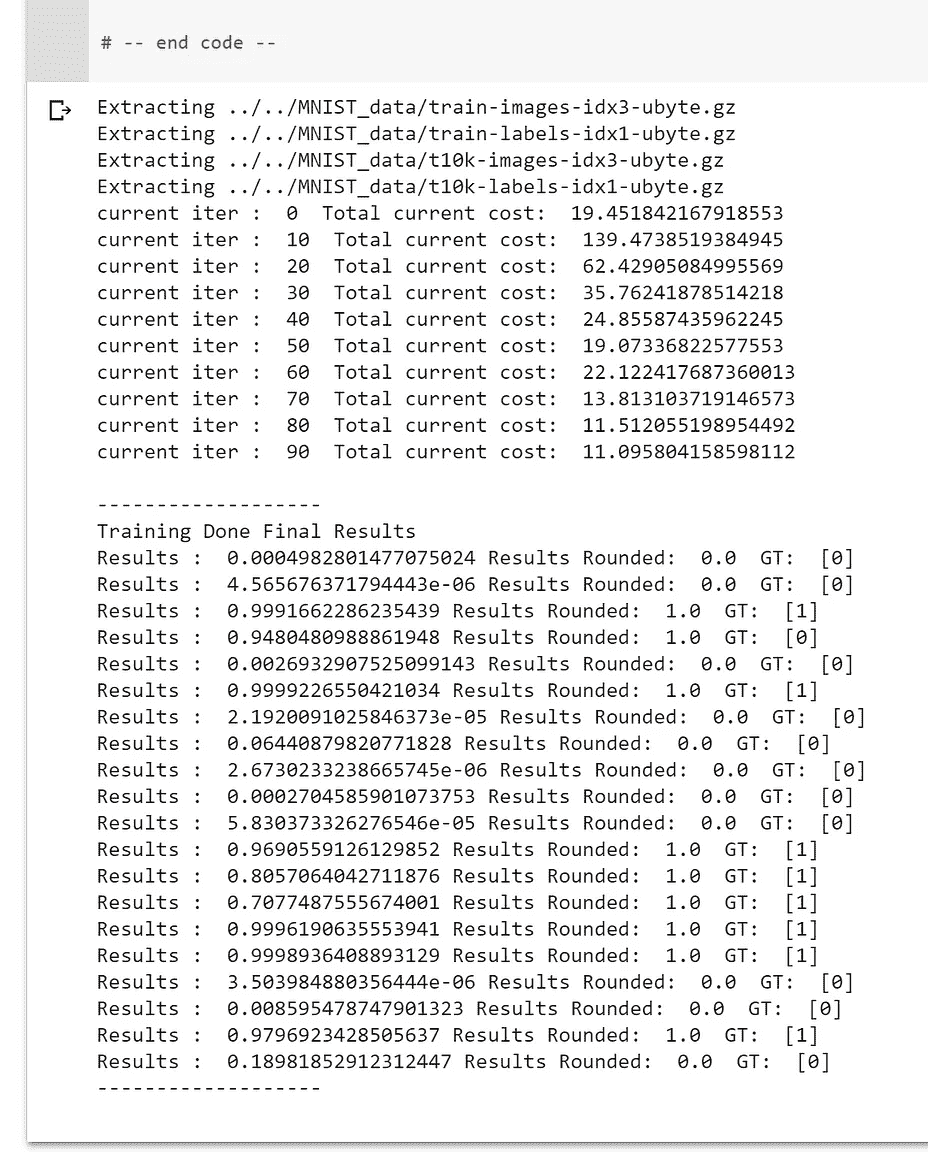 # -- end code --
Extracting ../../MNIST_data/train-images-idx3-ubyte.gz
Extracting ../../MNIST_data/train-labels-idx1-ubyte.gz
Extracting ../../MNIST_data/t10k-images-idx3-ubyte.gz
Extracting ../../MNIST_data/t10k-labels-idx1-ubyte.gz
current iter :  0  Total current cost:  19.451842167918553
current iter :  10  Total current cost:  139.4738519384945
current iter :  20  Total current cost:  62.42905084995569
current iter :  30  Total current cost:  35.76241878514218
current iter :  40  Total current cost:  24.85587435962245
current iter :  50  Total current cost:  19.07336822577553
current iter :  60  Total current cost:  22.122417687360013
current iter :  70  Total current cost:  13.813103719146573
current iter :  80  Total current cost:  11.512055198954492
current iter :  90  Total current cost:  11.095804158598112
-------------------
Training Done Final Results
Results :  0.0004982801477075024 Results Rounded:  0.0  GT:  [0]
Results :  4.565676371794443e-06 Results Rounded:  0.0  GT:  [0]
Results :  0.9991662286235439 Results Rounded:  1.0  GT:  [1]
Results :  0.9480480988861948 Results Rounded:  1.0  GT:  [0]
Results :  0.0026932907525099143 Results Rounded:  0.0  GT:  [0]
Results :  0.9999226550421034 Results Rounded:  1.0  GT:  [1]
Results :  2.1920091025846373e-05 Results Rounded:  0.0  GT:  [0]
Results :  0.06440879820771828 Results Rounded:  0.0  GT:  [0]
Results :  2.6730233238665745e-06 Results Rounded:  0.0  GT:  [0]
Results :  0.0002704585901073753 Results Rounded:  0.0  GT:  [0]
Results :  5.830373326276546e-05 Results Rounded:  0.0  GT:  [0]
Results :  0.9690559126129852 Results Rounded:  1.0  GT:  [1]
Results :  0.8057064042711876 Results Rounded:  1.0  GT:  [1]
Results :  0.7077487555674001 Results Rounded:  1.0  GT:  [1]
Results :  0.9996190635553941 Results Rounded:  1.0  GT:  [1]
Results :  0.9998936408893129 Results Rounded:  1.0  GT:  [1]
Results :  3.503984880356444e-06 Results Rounded:  0.0  GT:  [0]
Results :  0.008595478747901323 Results Rounded:  0.0  GT:  [0]
Results :  0.9796923428505637 Results Rounded:  1.0  GT:  [1]
Results :  0.18981852912312447 Results Rounded:  0.0  GT:  [0]
-------------------